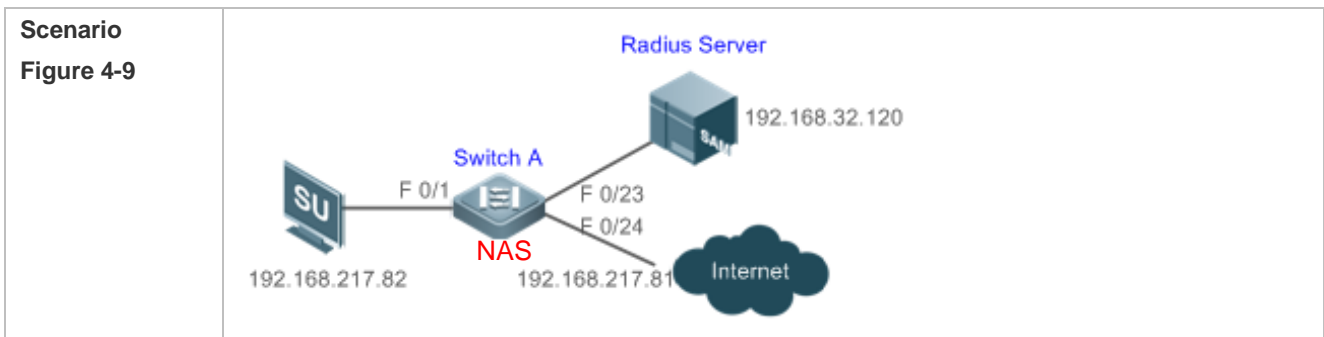 Scenario
Figure 4-9
Radius Server
192.168.32.120
SAM
Switch A
SU
F 0/1
F 0/23
F 0/24
NAS
192.168.217.82
192.168.217.81
Internet